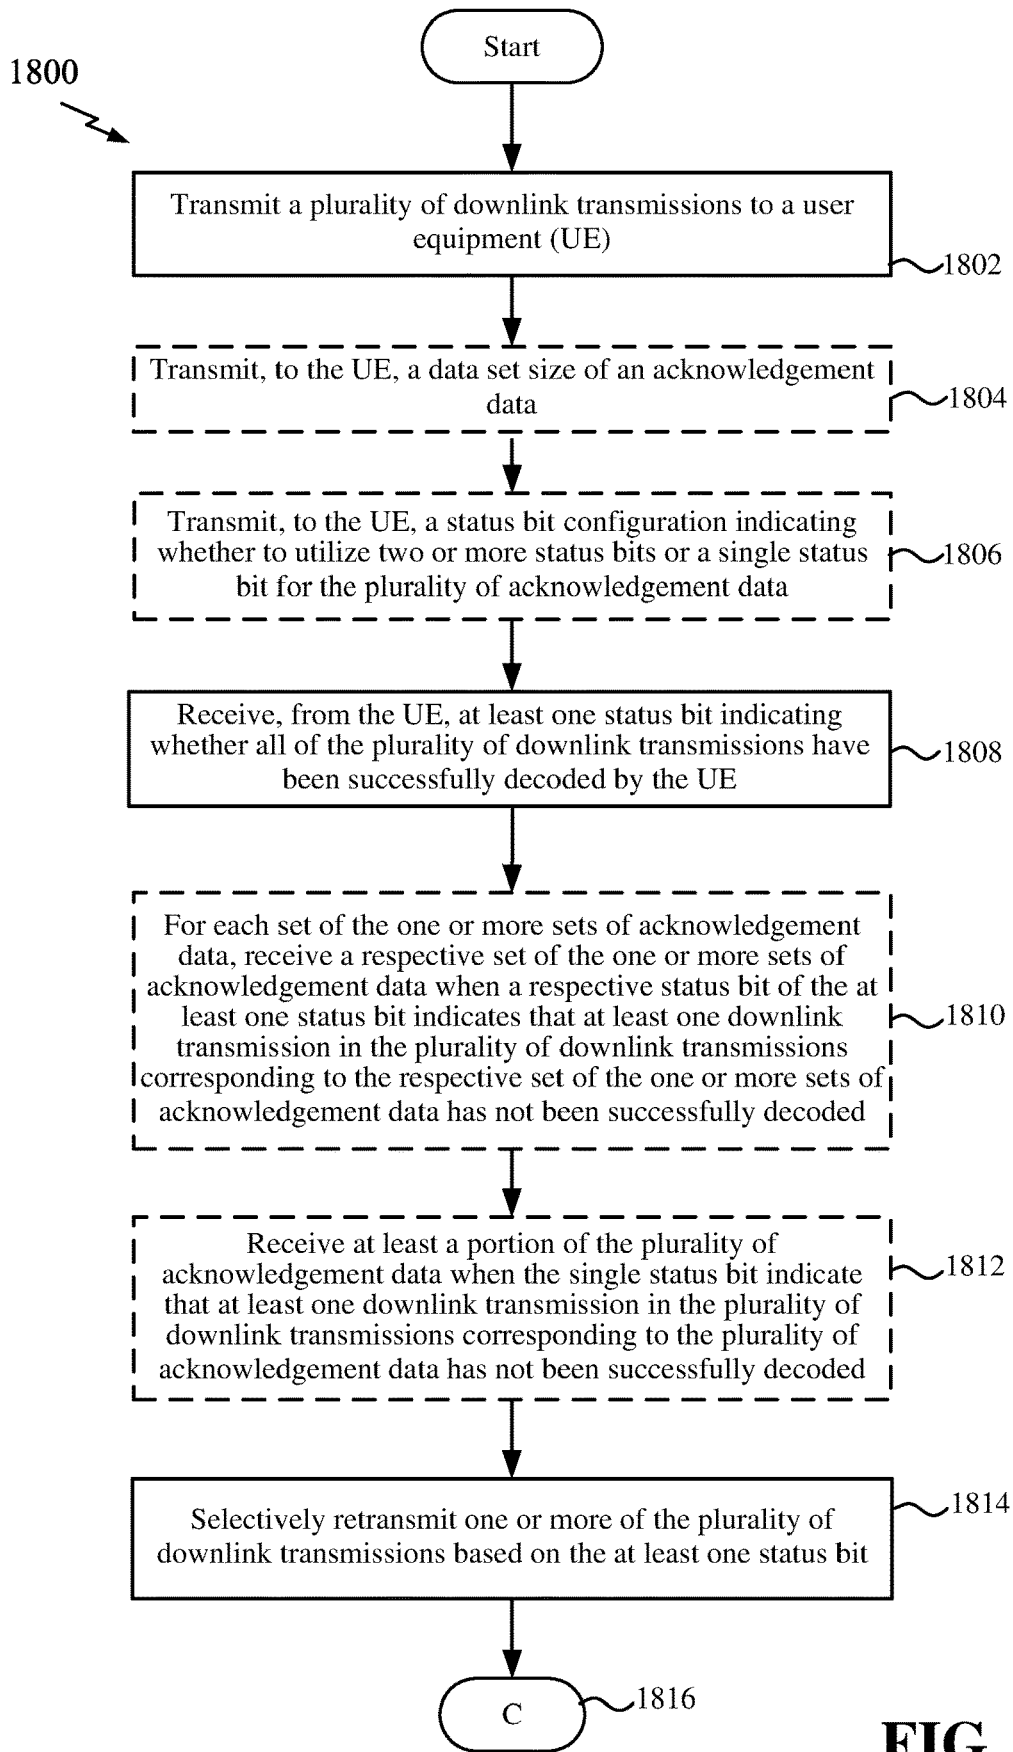 Start
1800
Transmit a plurality of downlink transmissions to a user
equipment (UE)
1802
Transmit, to the UE, a data set size of an acknowledgement
data
1804
Transmit, to the UE, a status bit configuration indicating
whether to utilize two or more status bits or a single status
bit for the plurality of acknowledgement data
1806
Receive, from the UE, at least one status bit indicating
whether all of the plurality of downlink transmissions have
been successfully decoded by the UE
1808
For each set of the one or more sets of acknowledgement
data, receive a respective set of the one or more sets of
acknowledgement data when a respective status bit of the at
least one status bit indicates that at least one downlink
transmission in the plurality of downlink transmissions
corresponding to the respective set of the one or more sets of
acknowledgement data has not been successfully decoded
1810
Receive at least a portion of the plurality of
acknowledgement data when the single status bit indicate
that at least one downlink transmission in the plurality of
downlink transmissions corresponding to the plurality of
acknowledgement data has not been successfully decoded
1812
Selectively retransmit one or more of the plurality of
downlink transmissions based on the at least one status bit
1814
C
1816
FIG